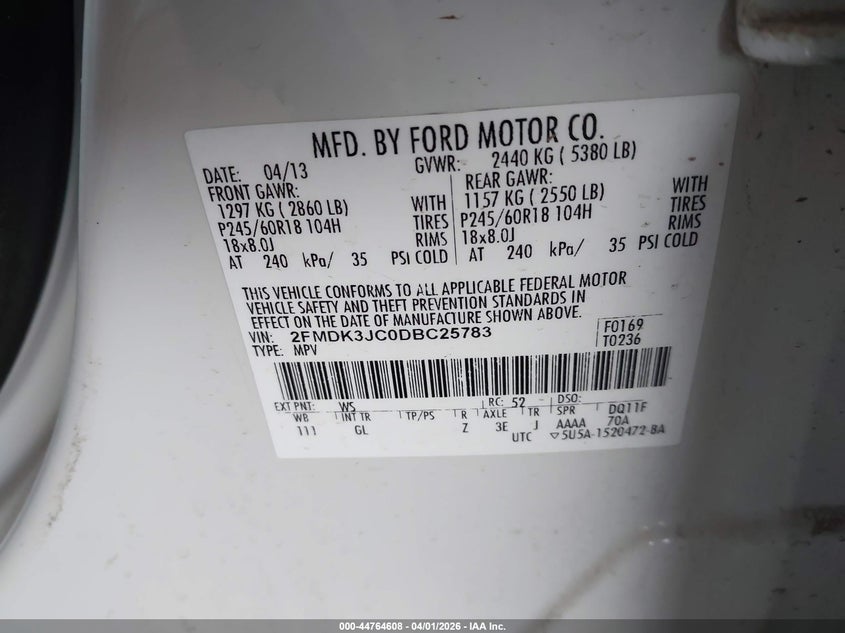 MFD. BY FORD MOTOR CO.
DATE: 04/13 GVWR: 2440 KG ( 5380 LB)
FRONT GAWR: REAR GAWR:
1297 KG ( 2860 LB) WITH 1157 KG ( 2550 LB) WITH
P245/60R18 104H TIRES P245/60R18 104H TIRES
18x8.0J RIMS 18x8.0J RIMS
AT 240 kPa/ 35 PSI COLD AT 240 kPa/ 35 PSI COLD
THIS VEHICLE CONFORMS TO ALL APPLICABLE FEDERAL MOTOR
VEHICLE SAFETY AND THEFT PREVENTION STANDARDS IN
EFFECT ON THE DATE OF MANUFACTURE SHOWN ABOVE.
VIN: 2FMDK3JC0DBC25783 F0169
TYPE: MPV T0236
EXT PNT: WS RC: 52 DSO:
WB INT TR TP/PS R AXLE TR SPR DQ11F
111 GL Z 3E J AAAA 70A
UTC ▽5U5A-1520472-BA
000-44764608 - 04/01/2026 - IAA Inc.